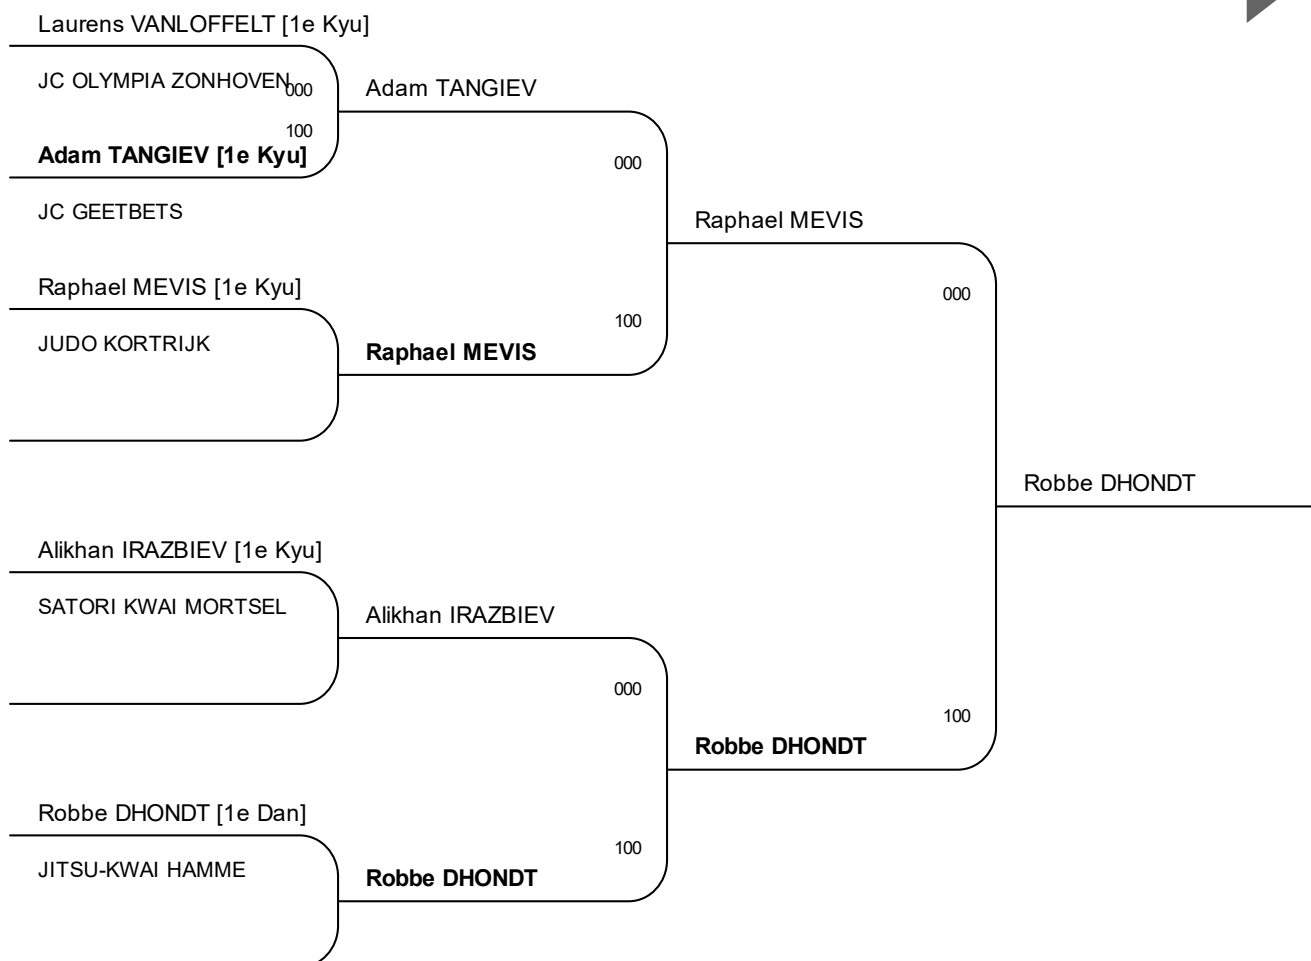 Laurens VANLOFFELT [1e Kyu]
JC OLYMPIA ZONHOVEN
000
Adam TANGIEV
100
Adam TANGIEV [1e Kyu]
000
JC GEETBETS
Raphael MEVIS
Raphael MEVIS [1e Kyu]
000
100
JUDO KORTRIJK
Raphael MEVIS
Robbe DHONDT
Alikhan IRAZBIEV [1e Kyu]
SATORI KWAI MORTSEL
Alikhan IRAZBIEV
000
100
Robbe DHONDT
Robbe DHONDT [1e Dan]
100
JITSU-KWAI HAMME
Robbe DHONDT